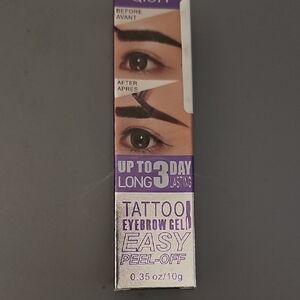 BEFORE
AVANT
AFTER
APRES
UP TO 3 DAY
LONG LASTING
TATTOO
EYEBROW GEL
EASY
PEEL-OFF
0.35 oz/10g